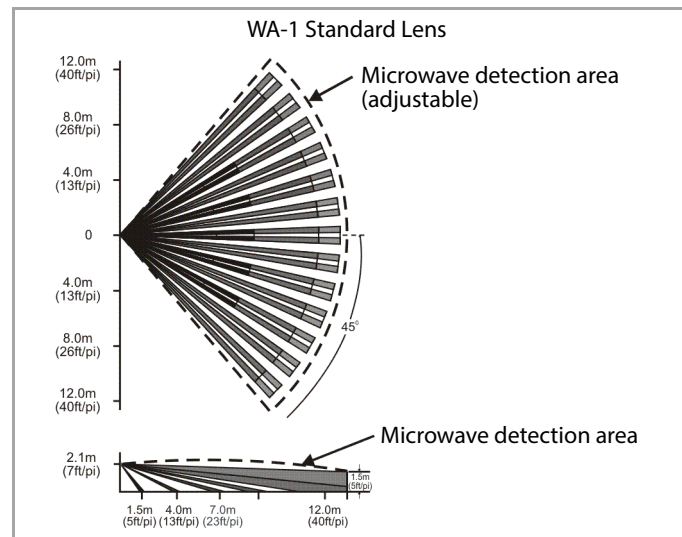 WA-1 Standard Lens
12.0m
(40ft/pi)
Microwave detection area
(adjustable)
8.0m
(26ft/pi)
4.0m
(13ft/pi)
0
4.0m
(13ft/pi)
45°
8.0m
(26ft/pi)
12.0m
(40ft/pi)
Microwave detection area
2.1m
(7ft/pi)
1.5m
(5ft/pi)
1.5m 4.0m 7.0m 12.0m
(5ft/pi) (13ft/pi) (23ft/pi) (40ft/pi)